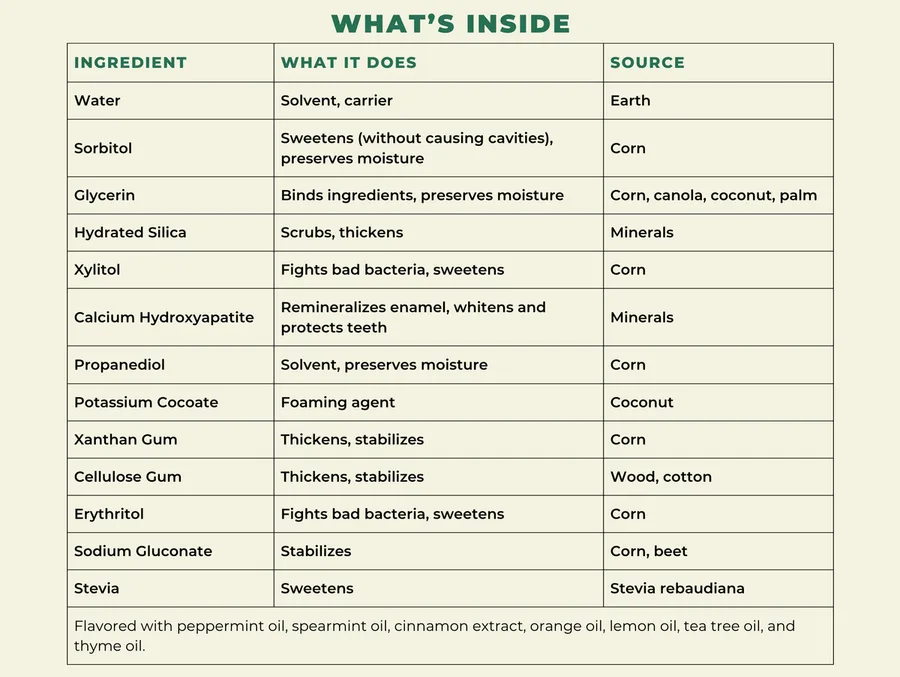 WHAT'S INSIDE
INGREDIENT WHAT IT DOES SOURCE
Water Solvent, carrier Earth
Sorbitol Sweetens (without causing cavities),
preserves moisture Corn
Glycerin Binds ingredients, preserves moisture Corn, canola, coconut, palm
Hydrated Silica Scrubs, thickens Minerals
Xylitol Fights bad bacteria, sweetens Corn
Calcium Hydroxyapatite Remineralizes enamel, whitens and
protects teeth Minerals
Propanediol Solvent, preserves moisture Corn
Potassium Cocoate Foaming agent Coconut
Xanthan Gum Thickens, stabilizes Corn
Cellulose Gum Thickens, stabilizes Wood, cotton
Erythritol Fights bad bacteria, sweetens Corn
Sodium Gluconate Stabilizes Corn, beet
Stevia Sweetens Stevia rebaudiana
Flavored with peppermint oil, spearmint oil, cinnamon extract, orange oil, lemon oil, tea tree oil, and
thyme oil.